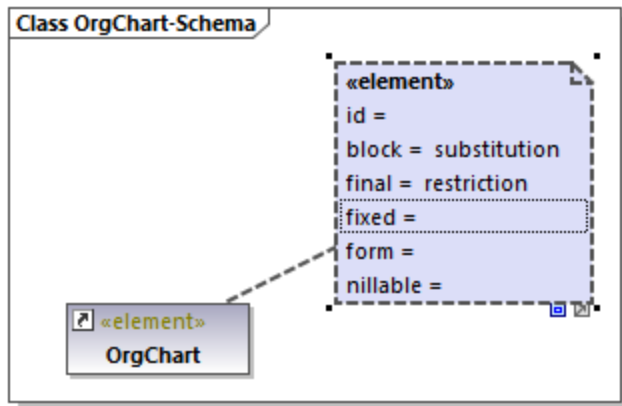 Class OrgChart-Schema
«element»
id =
block = substitution
final = restriction
fixed =
form =
nillable =
«element»
OrgChart